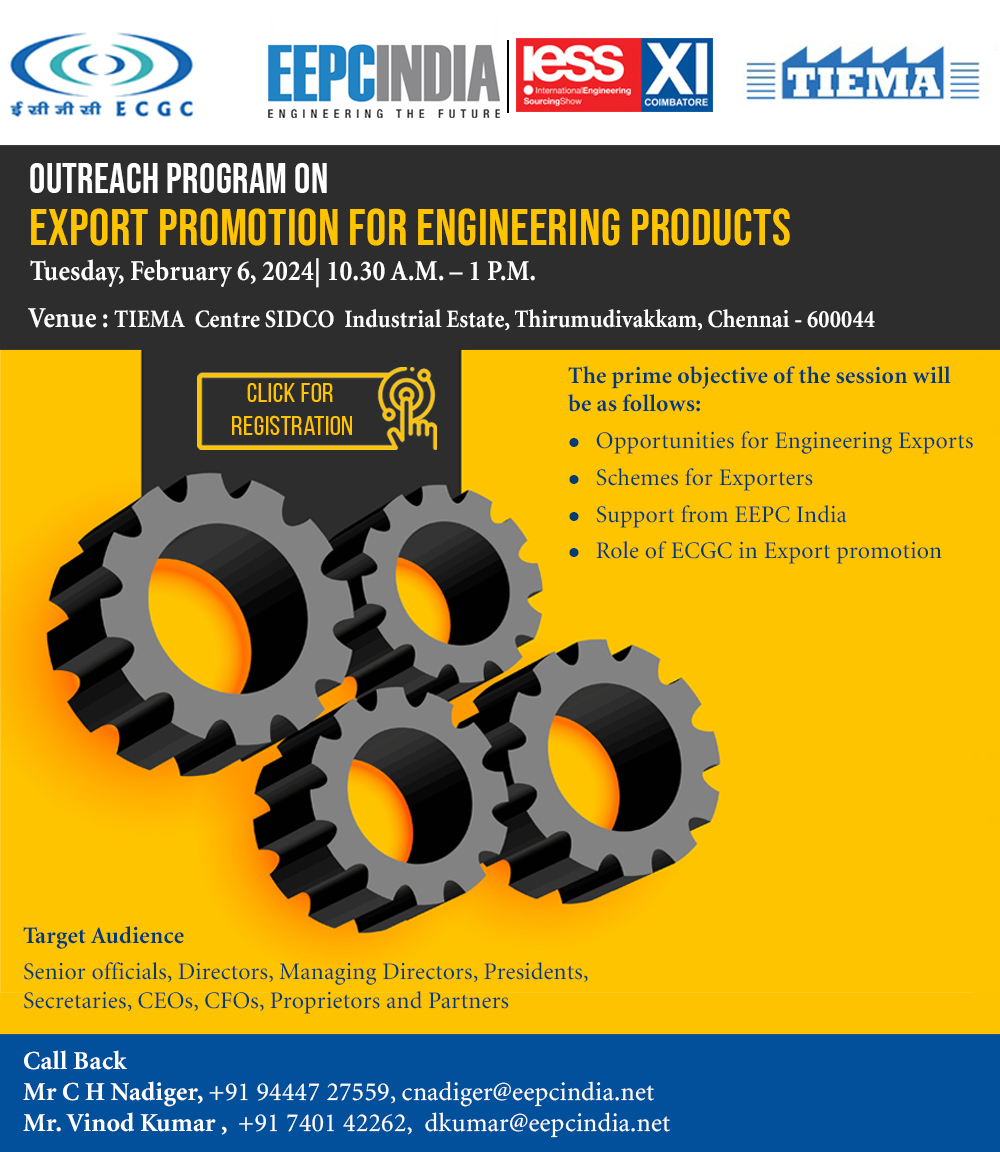 ई सी जी सी E C G C
EEPCINDIA
ENGINEERING THE FUTURE
iess
InternationalEngineering
SourcingShow
XI
COIMBATORE
TIEMA
OUTREACH PROGRAM ON
EXPORT PROMOTION FOR ENGINEERING PRODUCTS
Tuesday, February 6, 2024| 10.30 A.M. – 1 P.M.
Venue : TIEMA Centre SIDCO Industrial Estate, Thirumudivakkam, Chennai - 600044
CLICK FOR
REGISTRATION
The prime objective of the session will
be as follows:
● Opportunities for Engineering Exports
● Schemes for Exporters
● Support from EEPC India
● Role of ECGC in Export promotion
Target Audience
Senior officials, Directors, Managing Directors, Presidents,
Secretaries, CEOs, CFOs, Proprietors and Partners
Call Back
Mr C H Nadiger, +91 94447 27559, cnadiger@eepcindia.net
Mr. Vinod Kumar , +91 7401 42262, dkumar@eepcindia.net